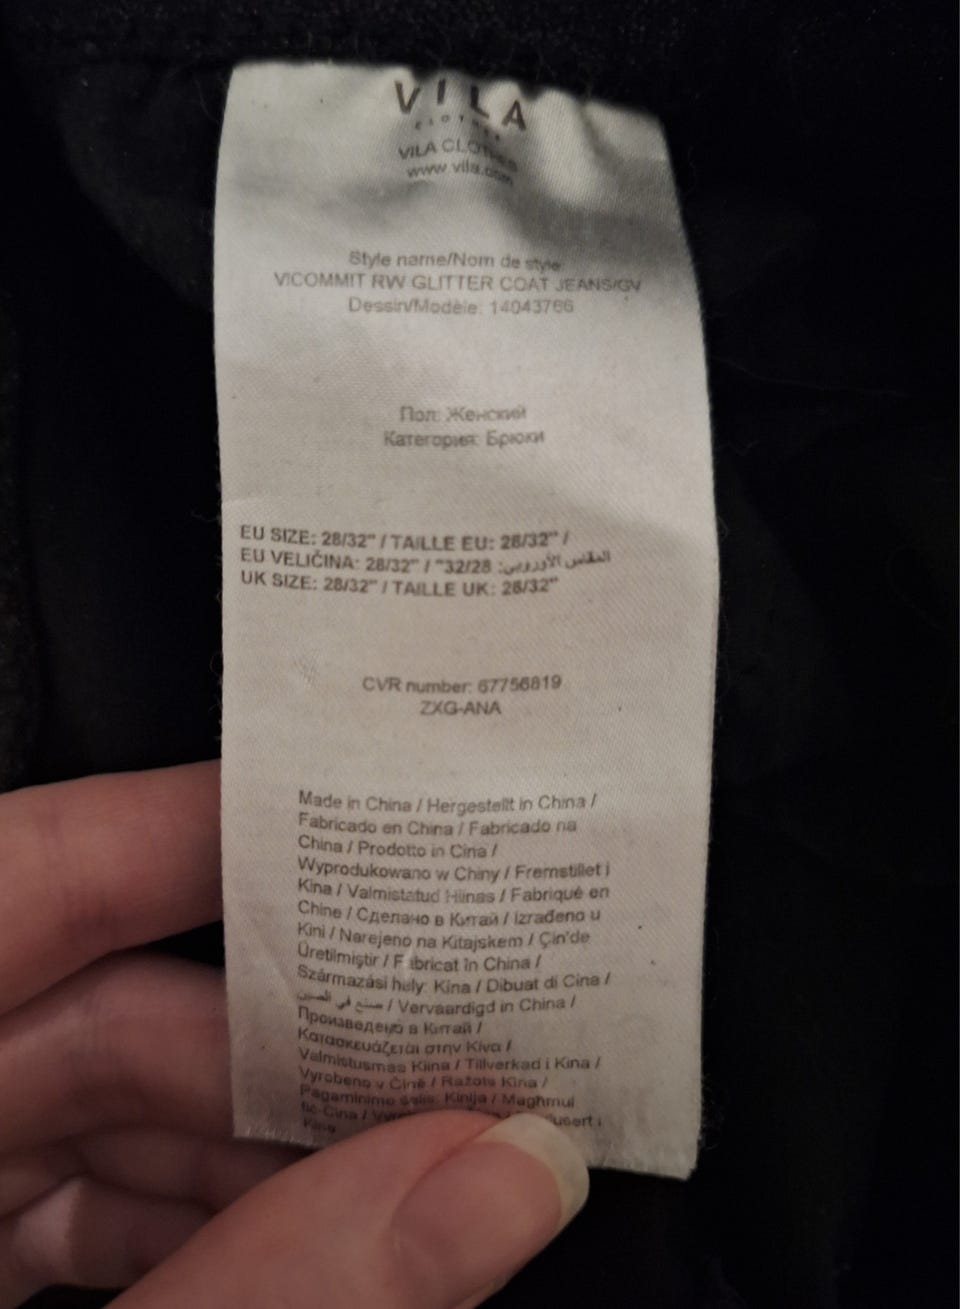 VILA
CLOTHES
VILA CLOTHES
www.vila.com
Style name/Nom de style:
VICOMMIT RW GLITTER COAT JEANS/GV
Dessin/Modèle: 14043766
Пол: Женский
Категория: Брюки
EU SIZE: 28/32" / TAILLE EU: 28/32" /
EU VELIČINA: 28/32" / "32/28 :المقاس الأوروبي
UK SIZE: 28/32" / TAILLE UK: 28/32"
CVR number: 67756819
ZXG-ANA
Made in China / Hergestellt in China /
Fabricado en China / Fabricado na
China / Prodotto in Cina /
Wyprodukowano w Chiny / Fremstillet i
Kina / Valmistatud Hiinas / Fabriqué en
Chine / Сделано в Китай / Izrađeno u
Kini / Narejeno na Kitajskem / Çin'de
Üretilmiştir / Fabricat în China /
Származási hely: Kína / Dibuat di Cina /
صنع في الصين / Vervaardigd in China /
Произведено в Китай /
Κατασκευάζεται στην Κίνα /
Valmistusmaa Kiina / Tillverkad i Kina /
Vyrobeno v Číně / Ražots Ķīna /
Pagaminimo šalis: Kinija / Maghmul
fic-Cina /
Kina